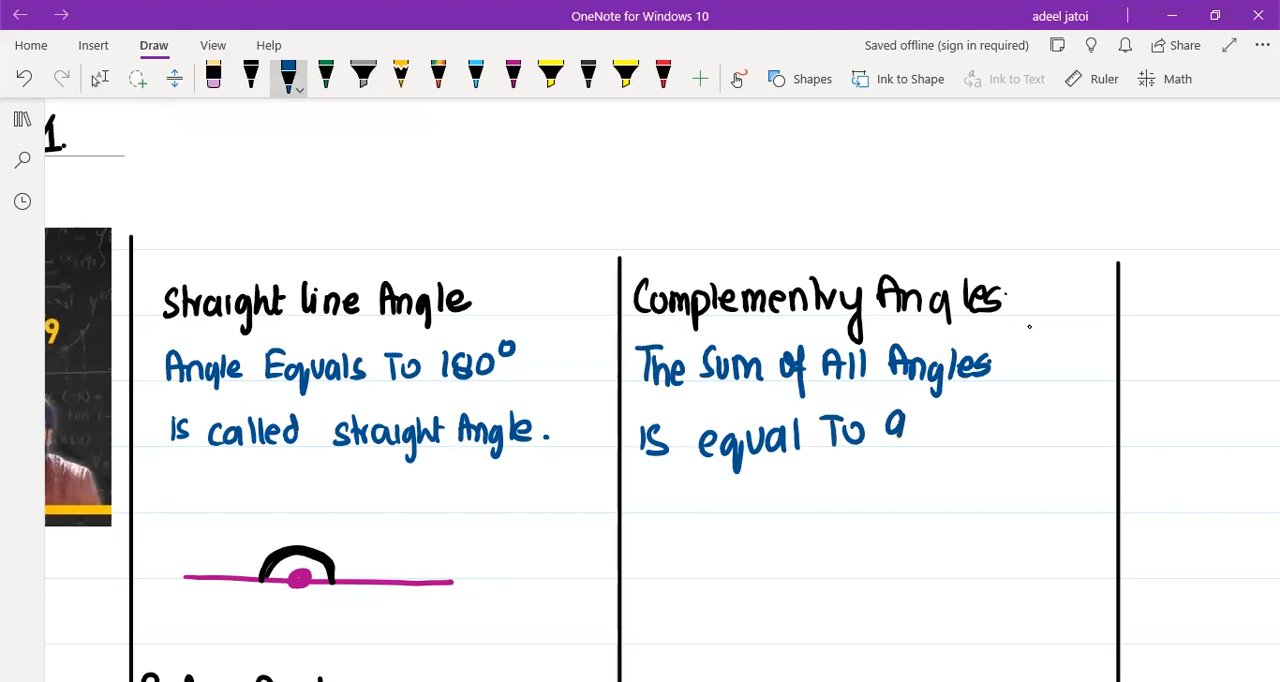 OneNote for Windows 10
adeel jatoi
Home Insert Draw View Help
Saved offline (sign in required)
Share
Shapes
Ink to Shape
Ink to Text
Ruler
Math
1.
9
Straight line Angle
Angle Equals To 180°
is called straight Angle.
Complementry Angles.
The Sum of All Angles
is equal To 9